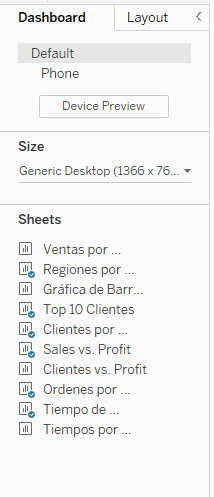 Dashboard
Layout
Default
Phone
Device Preview
Size
Generic Desktop (1366 x 76...
Sheets
Ventas por ...
Regiones por ...
Gráfica de Barr...
Top 10 Clientes
Clientes por ...
Sales vs. Profit
Clientes vs. Profit
Ordenes por ...
Tiempo de ...
Tiempos por ...